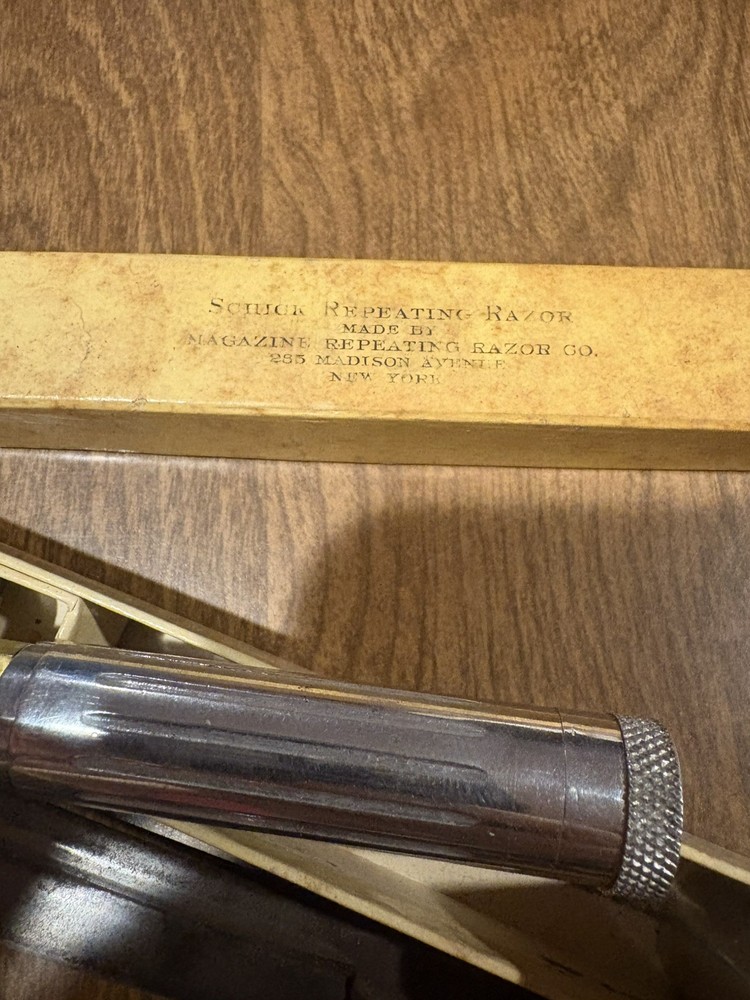 SCHICK REPEATING RAZOR
MADE BY
MAGAZINE REPEATING RAZOR CO.
285 MADISON AVENUE
NEW YORK